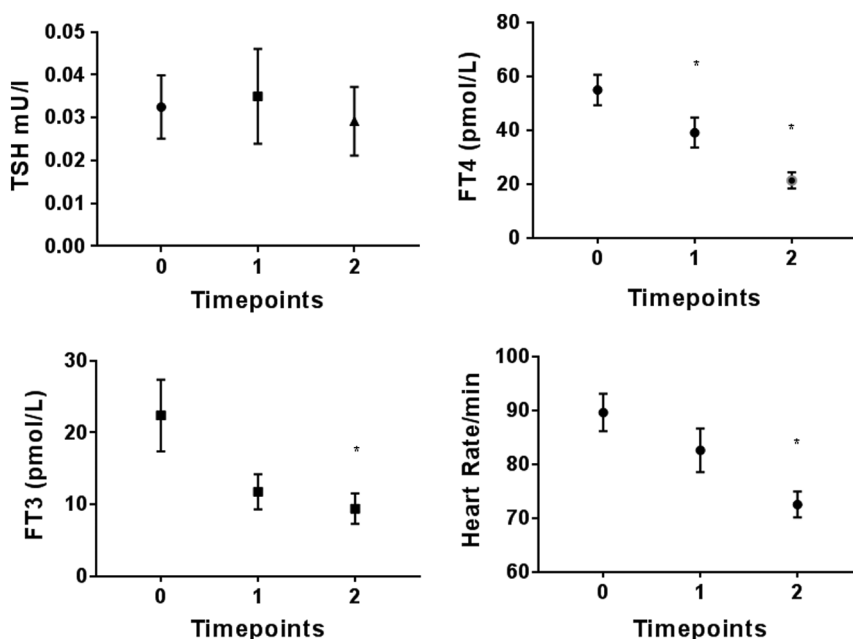 TSH mU/l
0.05
0.04
0.03
0.02
0.01
0.00
0 1 2
Timepoints
FT4 (pmol/L)
80
60
40
20
0
*
*
0 1 2
Timepoints
FT3 (pmol/L)
30
20
10
0
*
0 1 2
Timepoints
Heart Rate/min
100
90
80
70
60
*
0 1 2
Timepoints